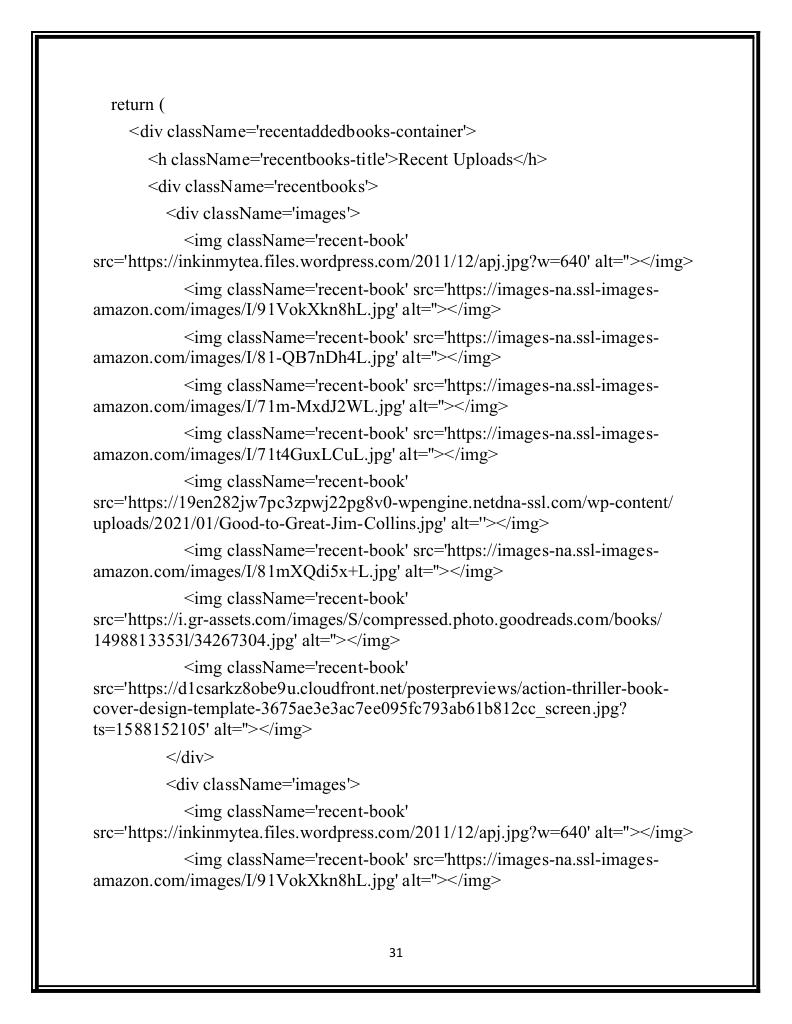 return (
<div className='recentaddedbooks-container'>
<h className='recentbooks-title'>Recent Uploads</h>
<div className='recentbooks'>
<div className='images'>
<img className='recent-book'
src='https://inkinmytea.files.wordpress.com/2011/12/apj.jpg?w=640' alt=''></img>
<img className='recent-book' src='https://images-na.ssl-images-
amazon.com/images/I/91VokXkn8hL.jpg' alt=''></img>
<img className='recent-book' src='https://images-na.ssl-images-
amazon.com/images/I/81-QB7nDh4L.jpg' alt=''></img>
<img className='recent-book' src='https://images-na.ssl-images-
amazon.com/images/I/71m-MxdJ2WL.jpg' alt=''></img>
<img className='recent-book' src='https://images-na.ssl-images-
amazon.com/images/I/71t4GuxLCuL.jpg' alt=''></img>
<img className='recent-book'
src='https://19en282jw7pc3zpwj22pg8v0-wpengine.netdna-ssl.com/wp-content/
uploads/2021/01/Good-to-Great-Jim-Collins.jpg' alt=''></img>
<img className='recent-book' src='https://images-na.ssl-images-
amazon.com/images/I/81mXQdi5x+L.jpg' alt=''></img>
<img className='recent-book'
src='https://i.gr-assets.com/images/S/compressed.photo.goodreads.com/books/
1498813353l/34267304.jpg' alt=''></img>
<img className='recent-book'
src='https://d1csarkz8obe9u.cloudfront.net/posterpreviews/action-thriller-book-
cover-design-template-3675ae3e3ac7ee095fc793ab61b812cc_screen.jpg?
ts=1588152105' alt=''></img>
</div>
<div className='images'>
<img className='recent-book'
src='https://inkinmytea.files.wordpress.com/2011/12/apj.jpg?w=640' alt=''></img>
<img className='recent-book' src='https://images-na.ssl-images-
amazon.com/images/I/91VokXkn8hL.jpg' alt=''></img>
31